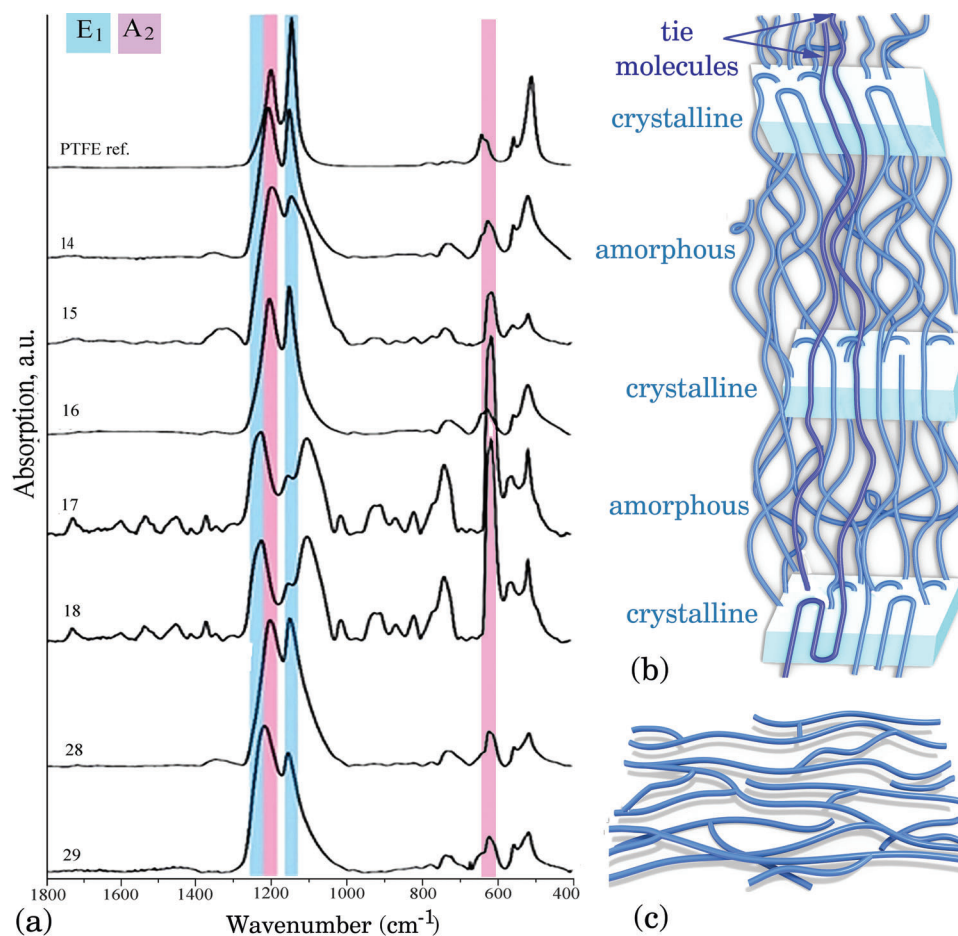 E1 A2
PTFE ref.
14
15
16
17
18
28
29
Absorption, a.u.
1800 1600 1400 1200 1000 800 600 400
Wavenumber (cm-1)
(a)
tie
molecules
crystalline
amorphous
crystalline
amorphous
crystalline
(b)
(c)